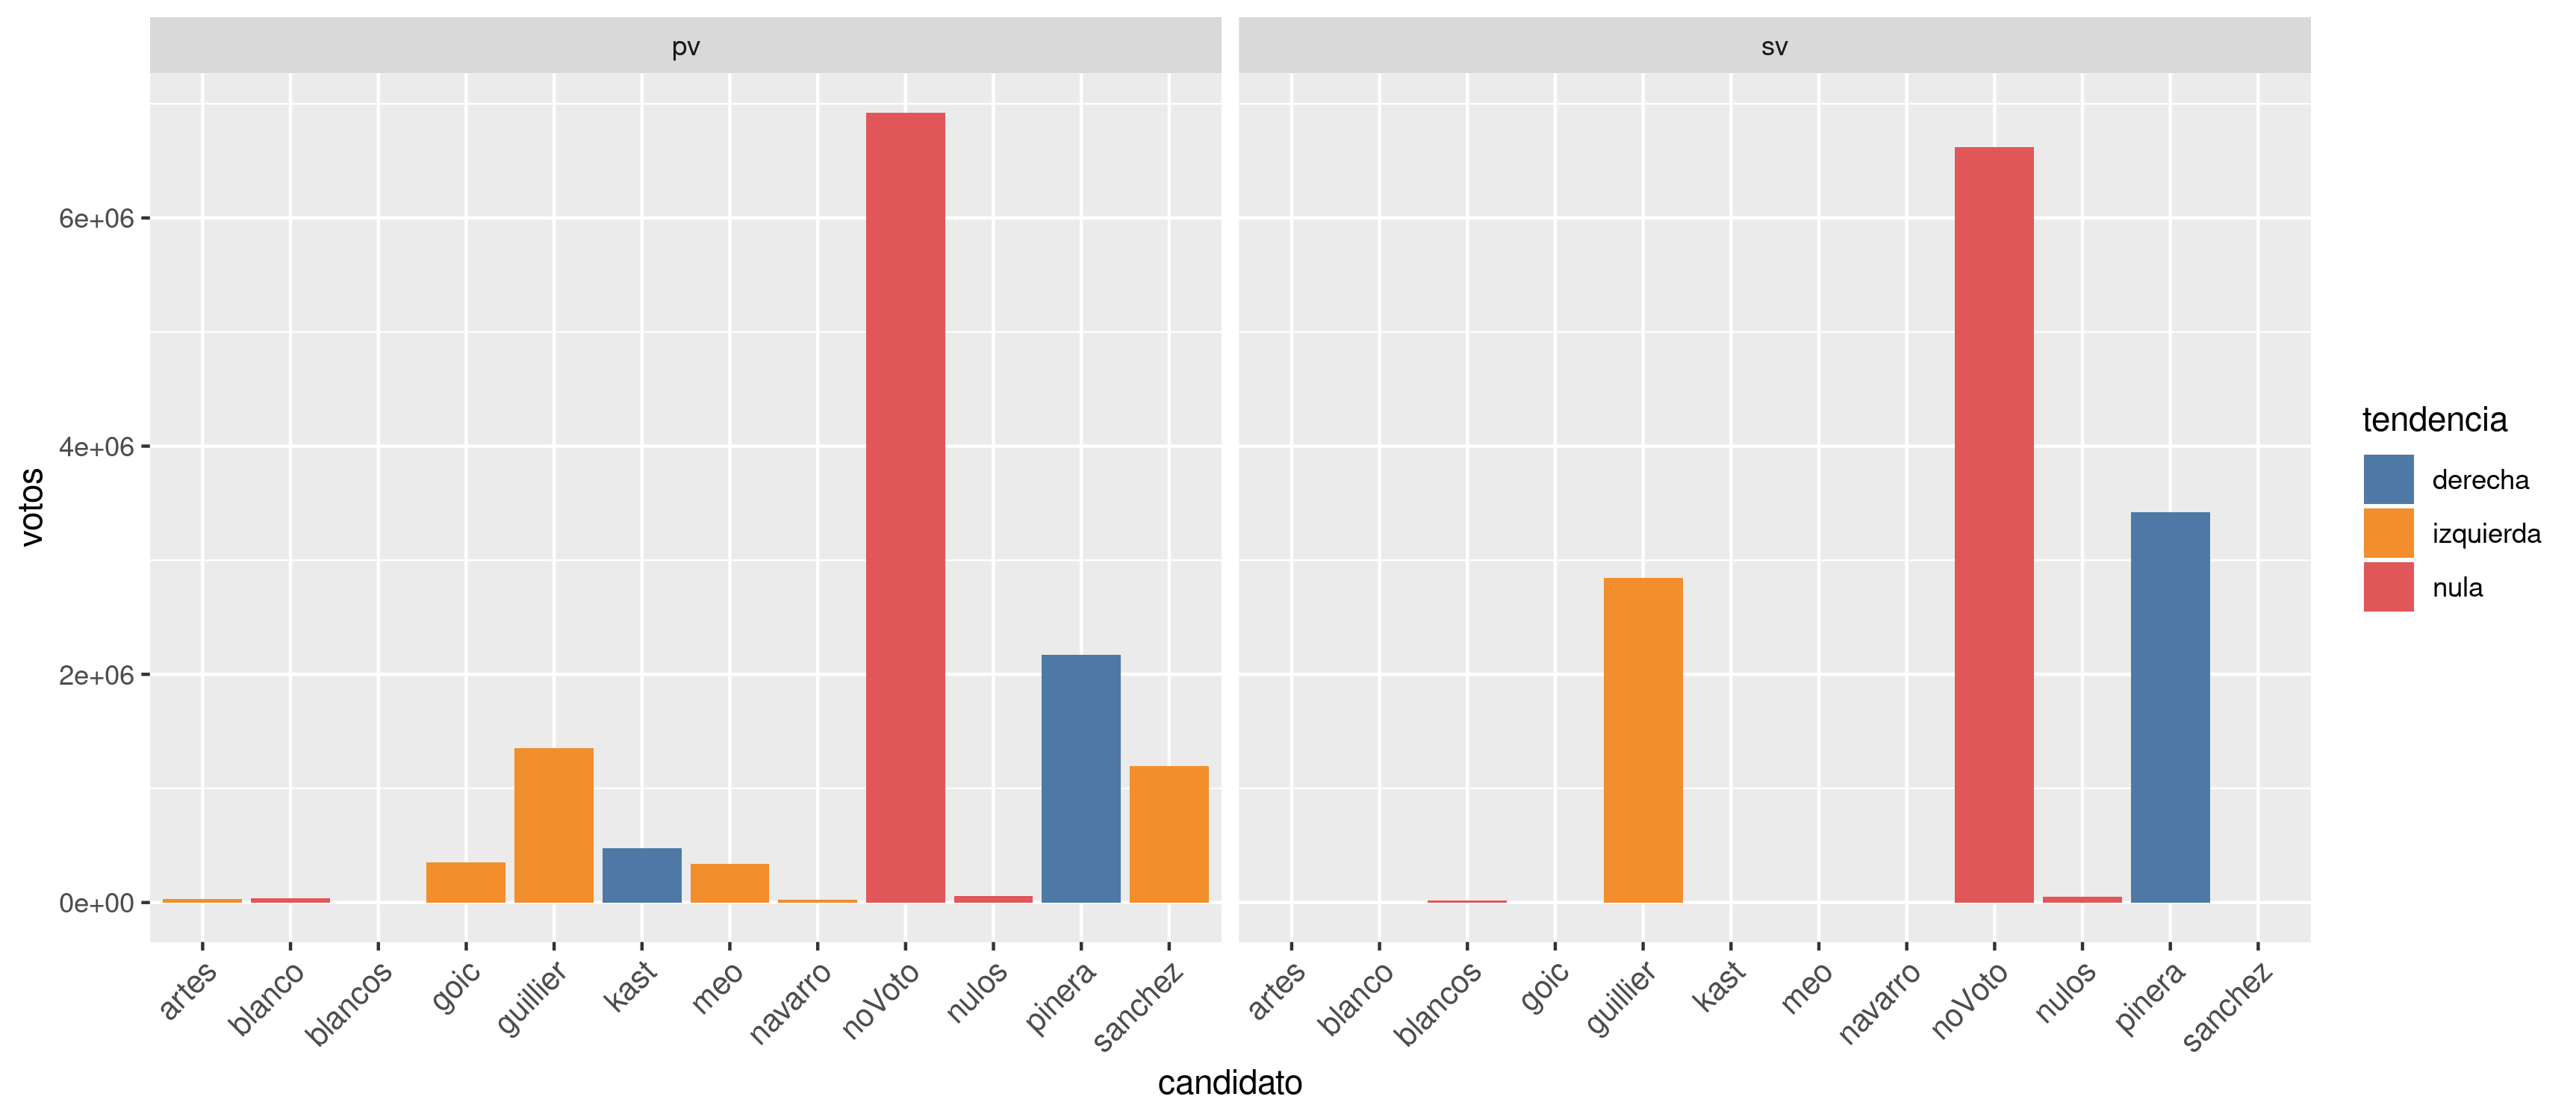 pv
sv
votos
6e+06
4e+06
2e+06
0e+00
artes
blanco
blancos
goic
guillier
kast
meo
navarro
noVoto
nulos
pinera
sanchez
artes
blanco
blancos
goic
guillier
kast
meo
navarro
noVoto
nulos
pinera
sanchez
candidato
tendencia
derecha
izquierda
nula